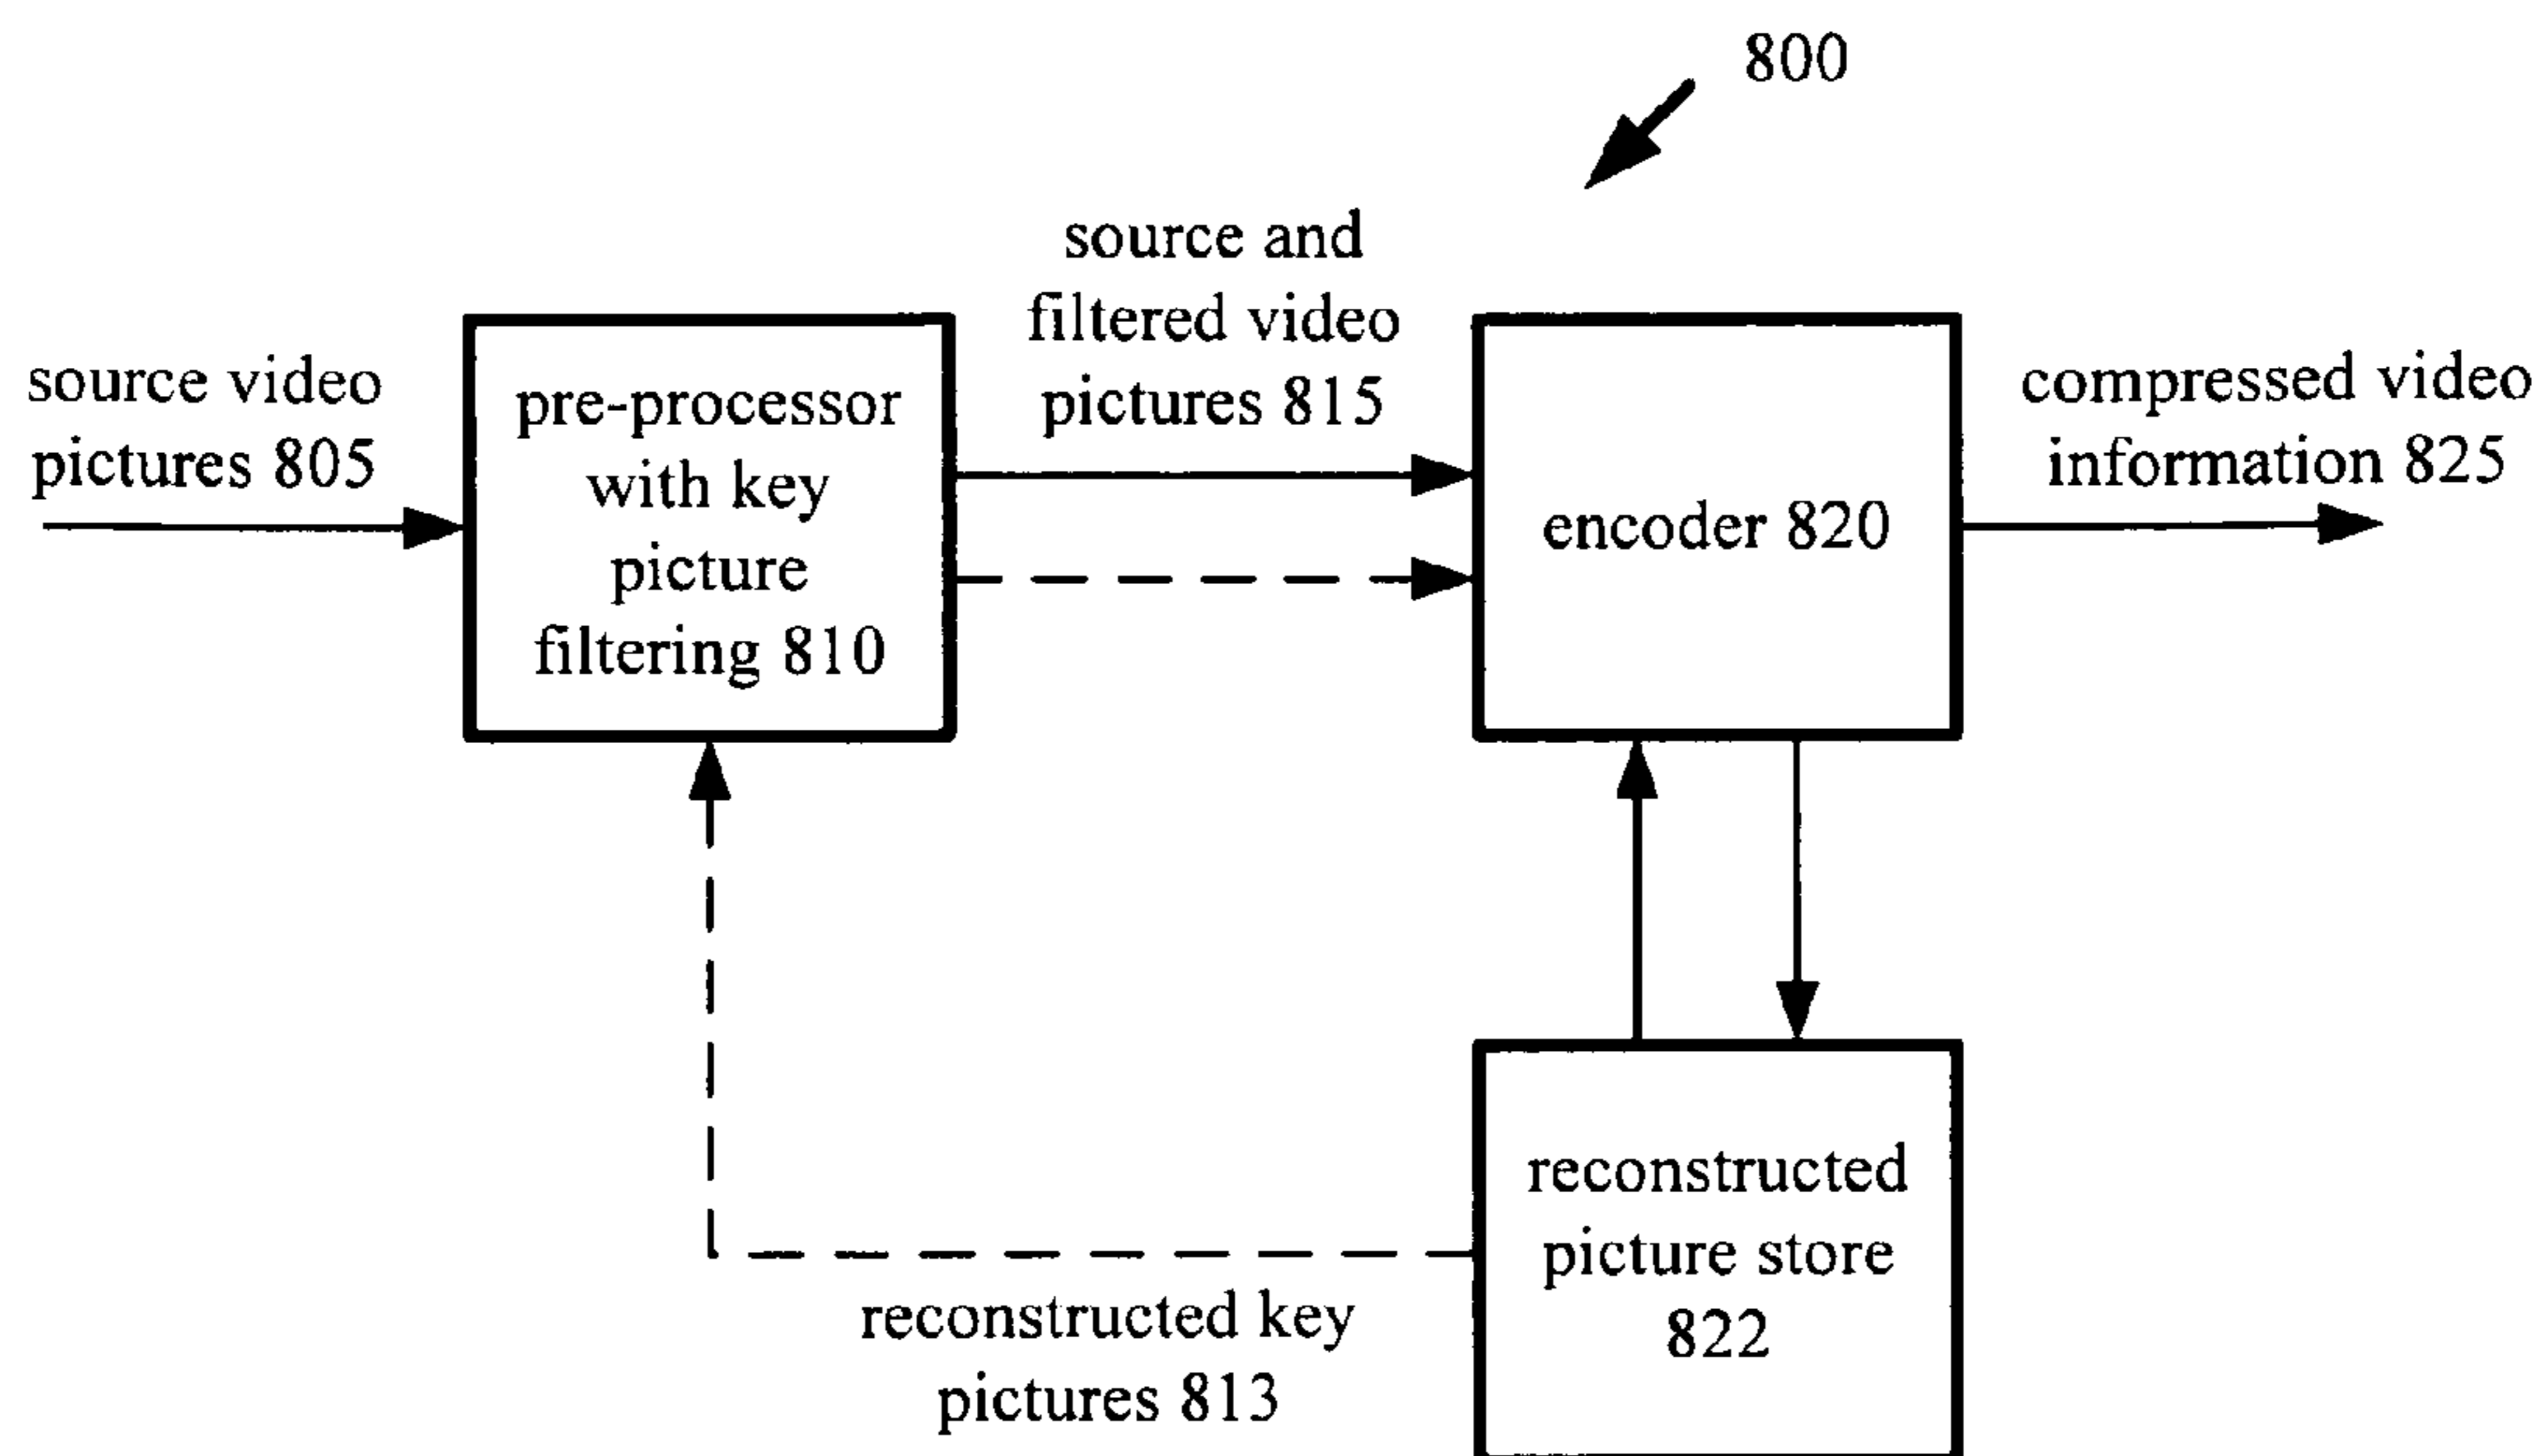 800
source and
filtered video
pictures 815
source video
pictures 805
pre-processor
with key
picture
filtering 810
encoder 820
compressed video
information 825
reconstructed
picture store
822
reconstructed key
pictures 813